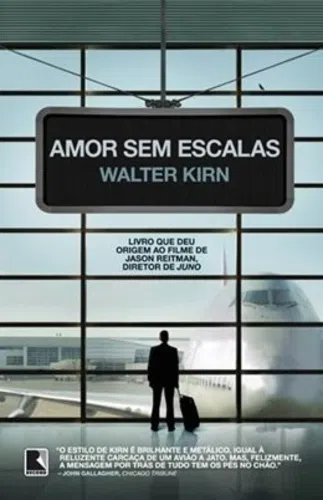 AMOR SEM ESCALAS
WALTER KIRN
LIVRO QUE DEU
ORIGEM AO FILME DE
JASON REITMAN,
DIRETOR DE JUNO
"O ESTILO DE KIRN É BRILHANTE E METÁLICO, IGUAL À
RELUZENTE CARCAÇA DE UM AVIÃO A JATO. MAS, FELIZMENTE,
A MENSAGEM POR TRÁS DE TUDO TEM OS PÉS NO CHÃO."
–JOHN GALLAGHER, CHICAGO TRIBUNE